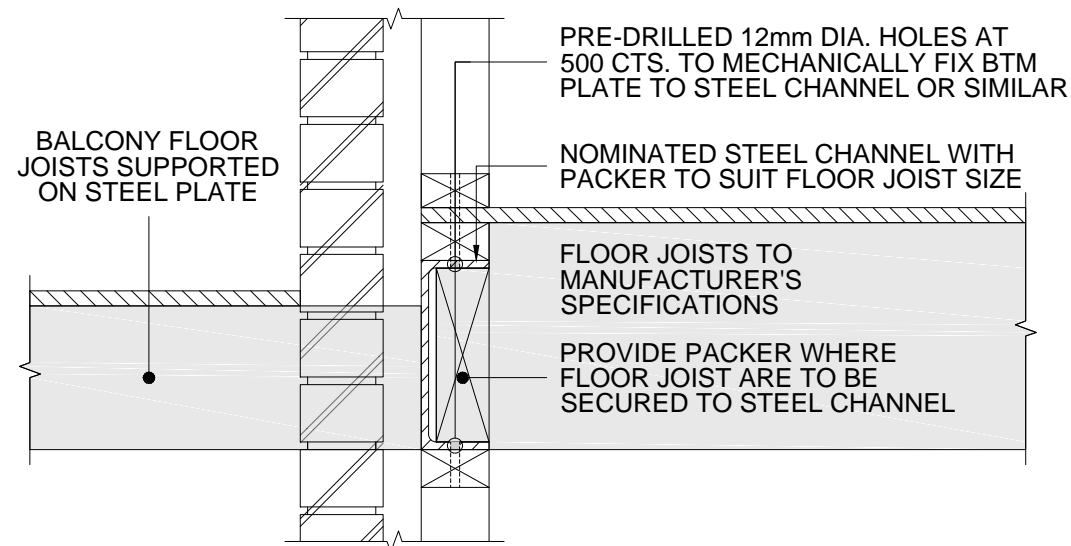 PRE-DRILLED 12mm DIA. HOLES AT
500 CTS. TO MECHANICALLY FIX BTM
PLATE TO STEEL CHANNEL OR SIMILAR
BALCONY FLOOR
JOISTS SUPPORTED
ON STEEL PLATE
NOMINATED STEEL CHANNEL WITH
PACKER TO SUIT FLOOR JOIST SIZE
FLOOR JOISTS TO
MANUFACTURER'S
SPECIFICATIONS
PROVIDE PACKER WHERE
FLOOR JOIST ARE TO BE
SECURED TO STEEL CHANNEL